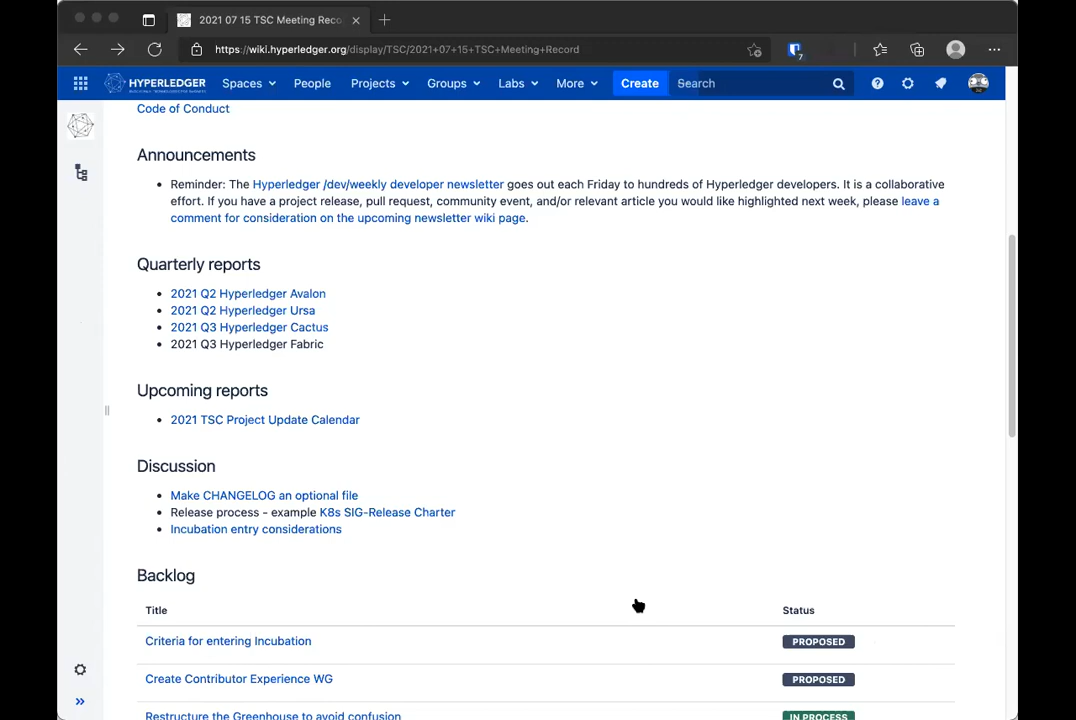 2021 07 15 TSC Meeting Reco
https://wiki.hyperledger.org/display/TSC/2021+07+15+TSC+Meeting+Record
7
HYPERLEDGER Spaces People Projects Groups Labs More Create Search
Code of Conduct
Announcements
• Reminder: The Hyperledger /dev/weekly developer newsletter goes out each Friday to hundreds of Hyperledger developers. It is a collaborative
effort. If you have a project release, pull request, community event, and/or relevant article you would like highlighted next week, please leave a
comment for consideration on the upcoming newsletter wiki page.
Quarterly reports
• 2021 Q2 Hyperledger Avalon
• 2021 Q2 Hyperledger Ursa
• 2021 Q3 Hyperledger Cactus
• 2021 Q3 Hyperledger Fabric
Upcoming reports
• 2021 TSC Project Update Calendar
Discussion
• Make CHANGELOG an optional file
• Release process - example K8s SIG-Release Charter
• Incubation entry considerations
Backlog
Title Status
Criteria for entering Incubation PROPOSED
Create Contributor Experience WG PROPOSED
Restructure the Greenhouse to avoid confusion IN PROCESS